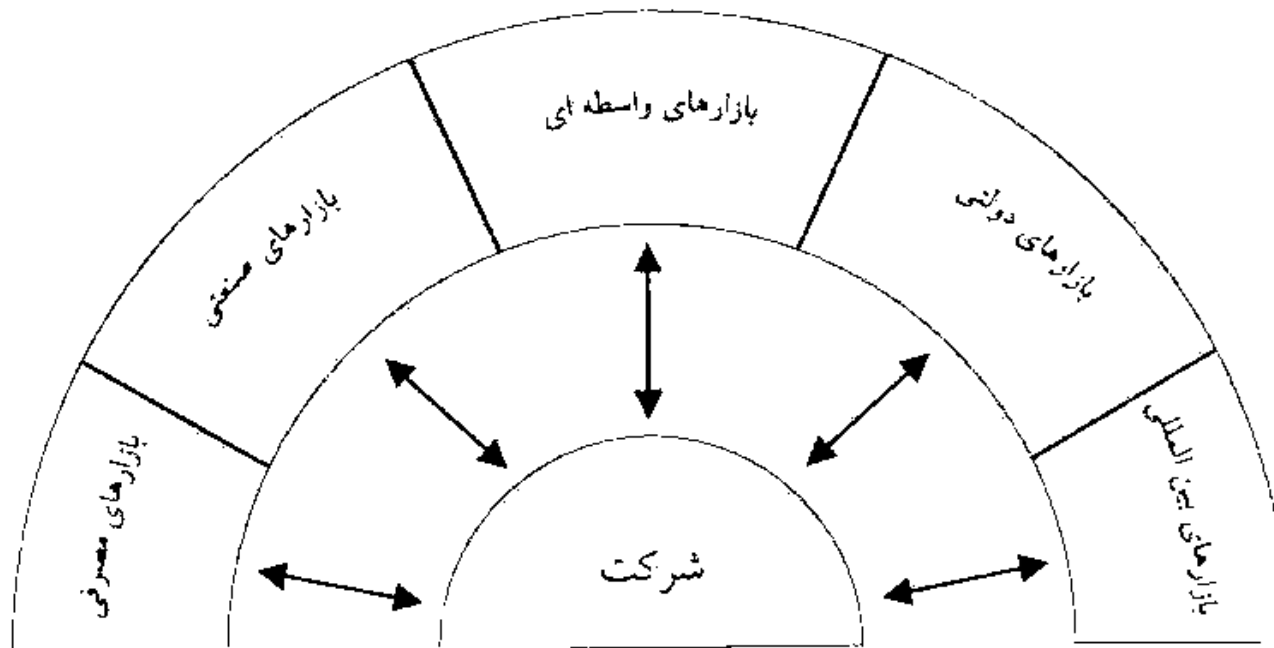 بازارهای واسطه ای
بازارهای صنعتی
بازارهای دولتی
بازارهای مصرفی
بازارهای بین المللی
شرکت